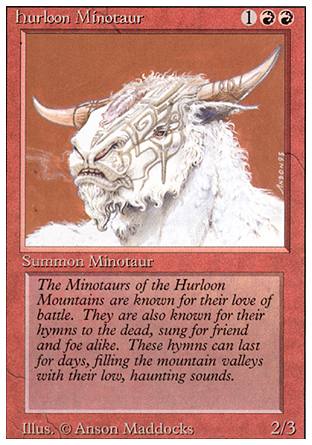 Hurloon Minotaur 1
ANSON93
Summon Minotaur
The Minotaurs of the Hurloon
Mountains are known for their love of
battle. They are also known for their
hymns to the dead, sung for friend
and foe alike. These hymns can last
for days, filling the mountain valleys
with their low, haunting sounds.
Illus. © Anson Maddocks 2/3